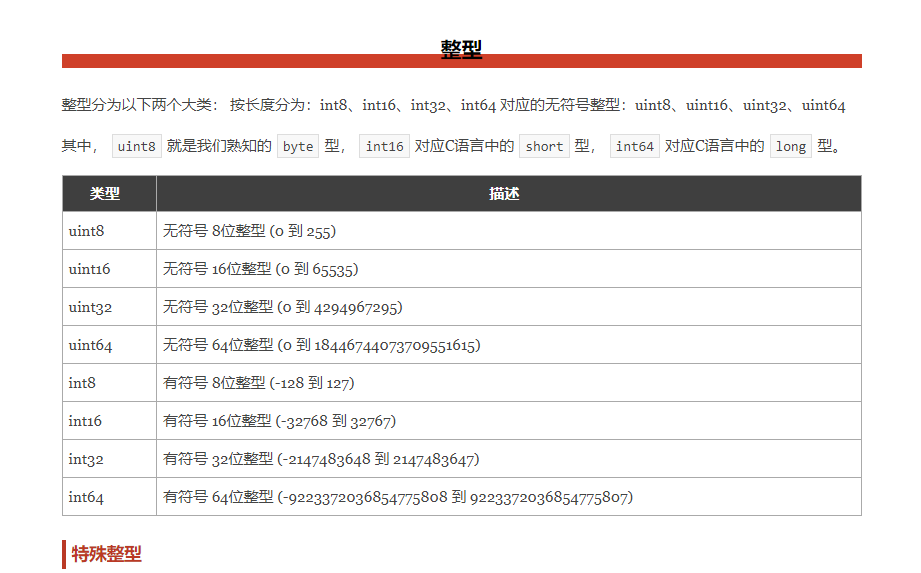 整型
整型分为以下两个大类： 按长度分为：int8、int16、int32、int64 对应的无符号整型：uint8、uint16、uint32、uint64
其中， uint8 就是我们熟知的 byte 型， int16 对应C语言中的 short 型， int64 对应C语言中的 long 型。
类型 描述
uint8 无符号 8位整型 (0 到 255)
uint16 无符号 16位整型 (0 到 65535)
uint32 无符号 32位整型 (0 到 4294967295)
uint64 无符号 64位整型 (0 到 18446744073709551615)
int8 有符号 8位整型 (-128 到 127)
int16 有符号 16位整型 (-32768 到 32767)
int32 有符号 32位整型 (-2147483648 到 2147483647)
int64 有符号 64位整型 (-9223372036854775808 到 9223372036854775807)
特殊整型